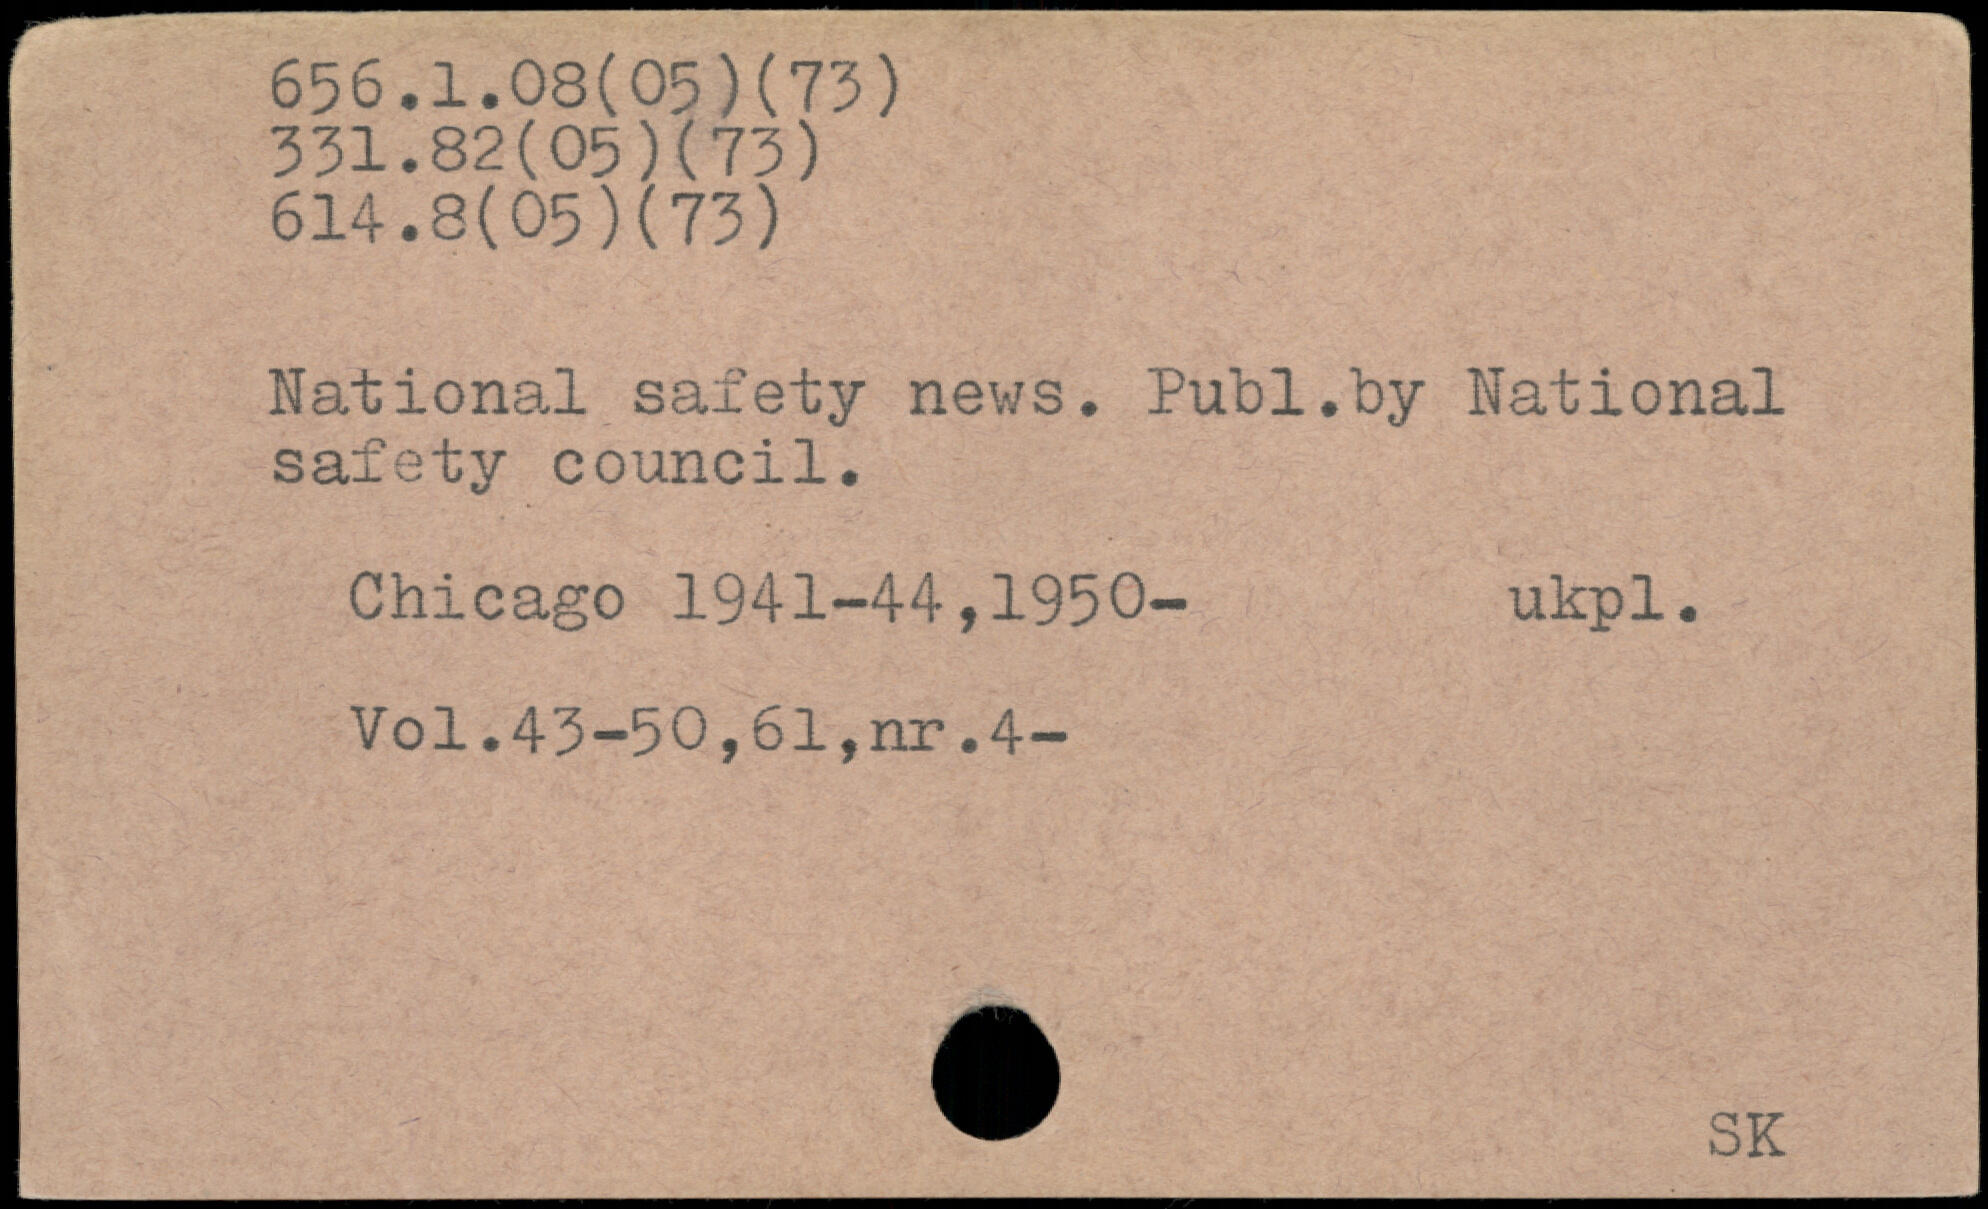 656.1.08(05)(73)
331.82(05)(73)
614.8(05)(73)
National safety news. Publ.by National
safety council.
Chicago 1941-44,1950- ukpl.
Vol.43-50,61,nr.4-
SK